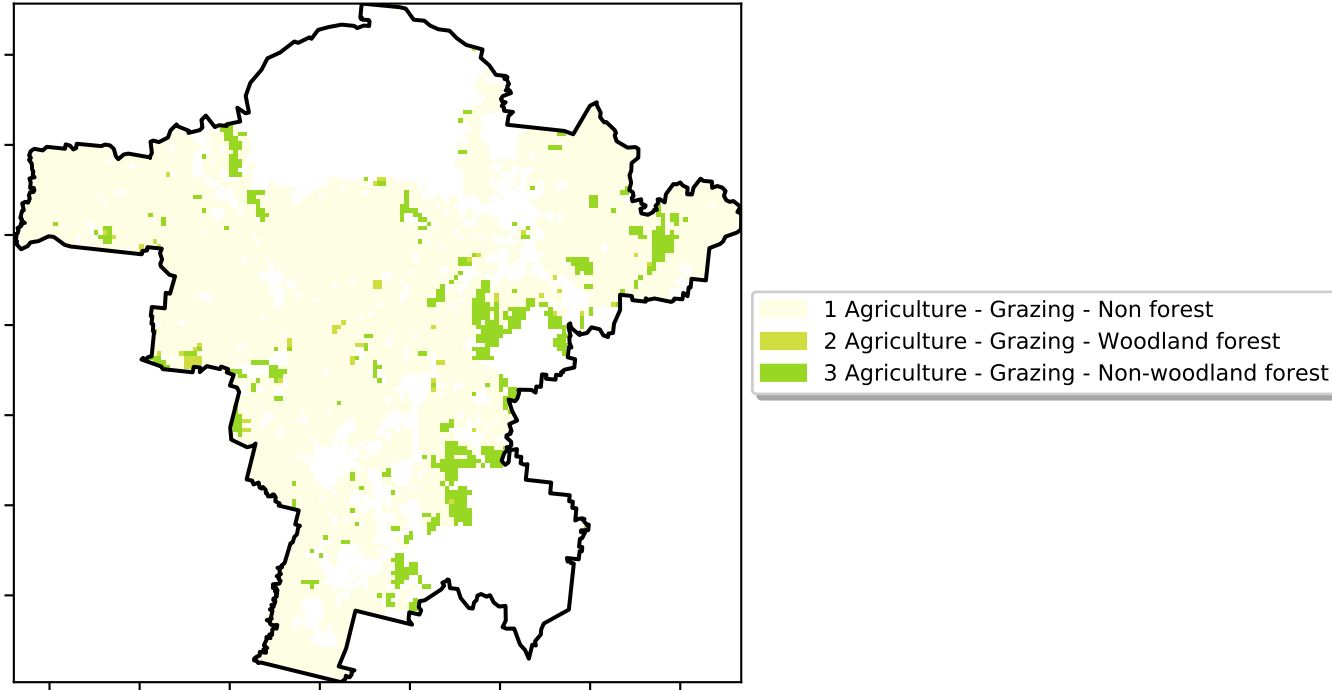 1 Agriculture - Grazing - Non forest
2 Agriculture - Grazing - Woodland forest
3 Agriculture - Grazing - Non-woodland forest